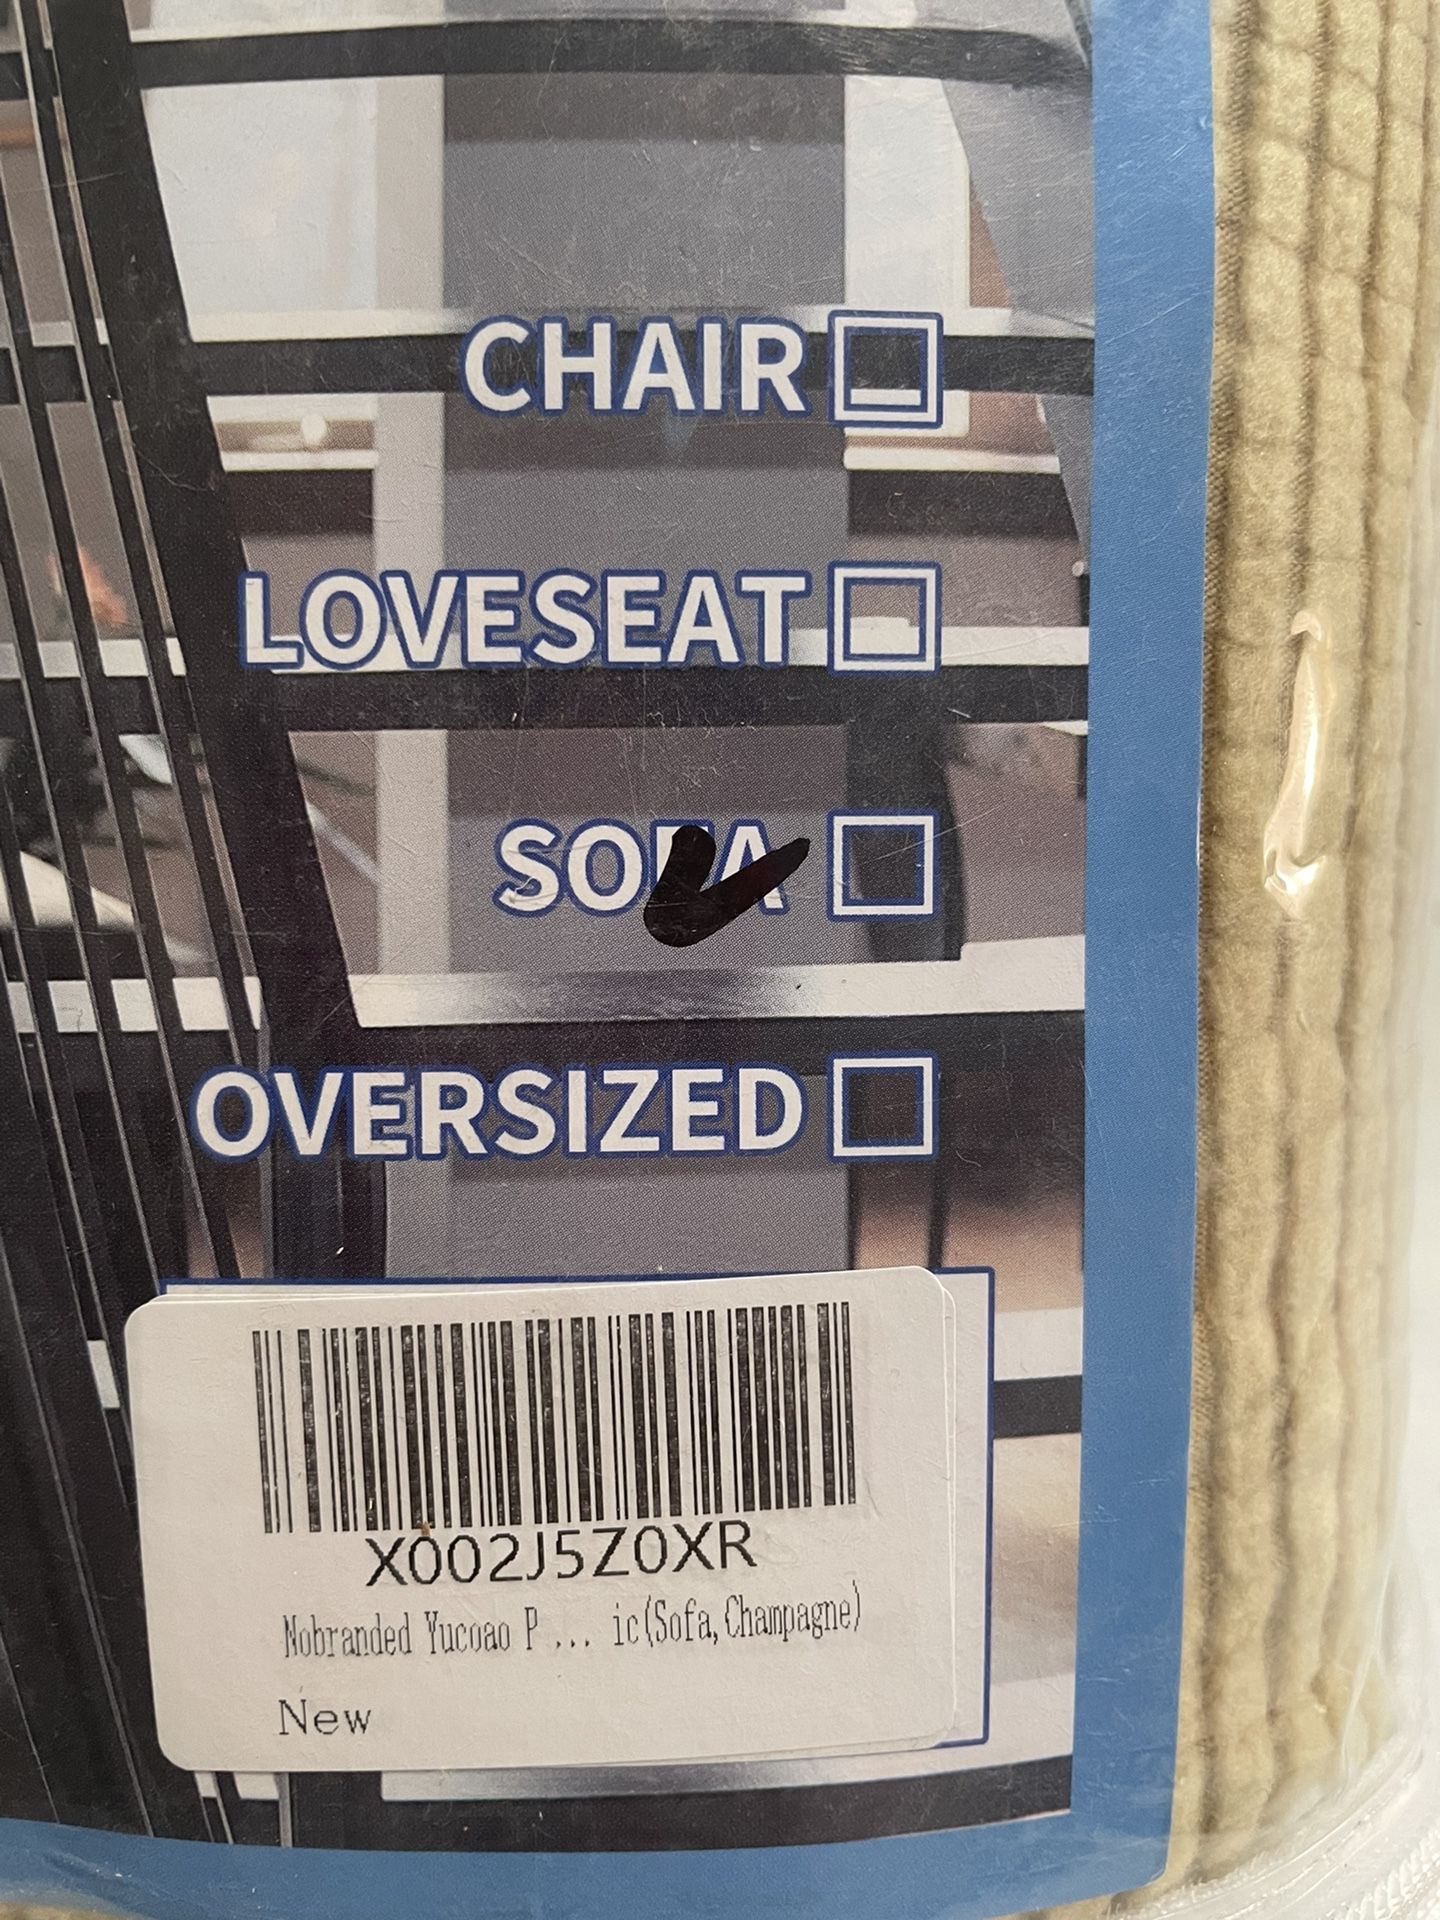 CHAIR
LOVESEAT
SOFA
OVERSIZED
X002J5Z0XR
Nobranded Yucoao P ... ic(Sofa,Champagne)
New